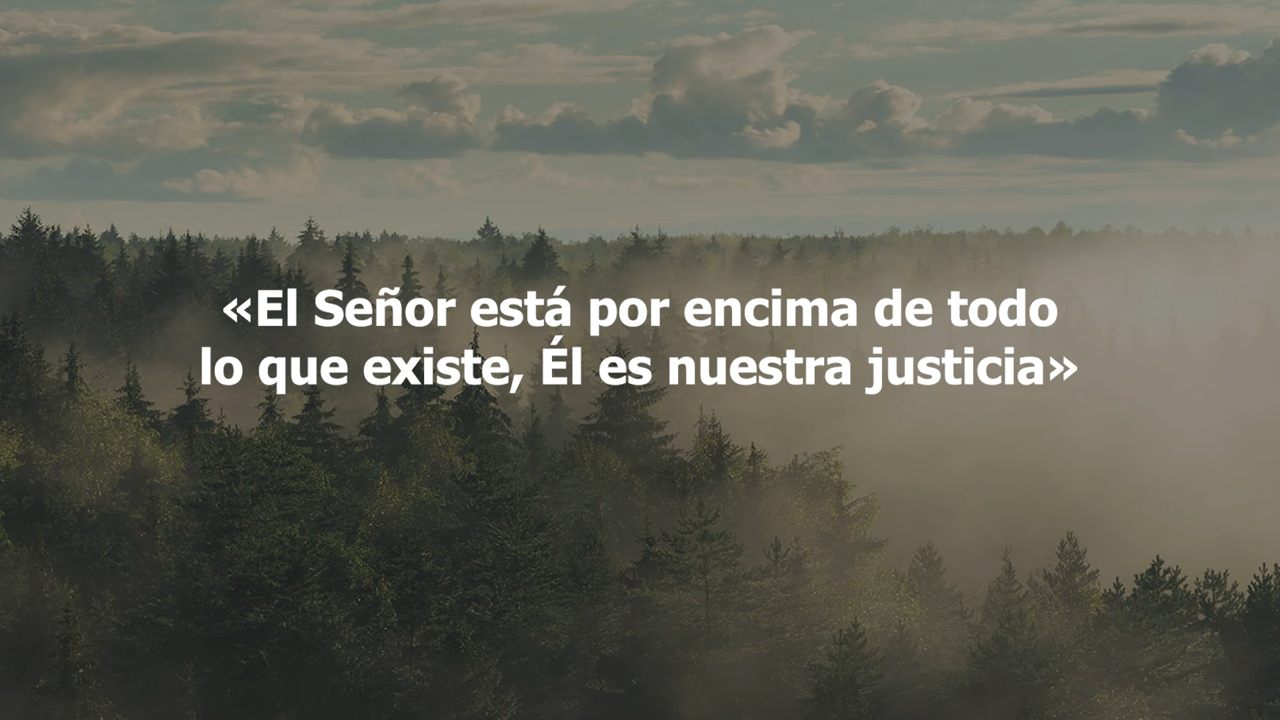 «El Señor está por encima de todo
lo que existe, Él es nuestra justicia»